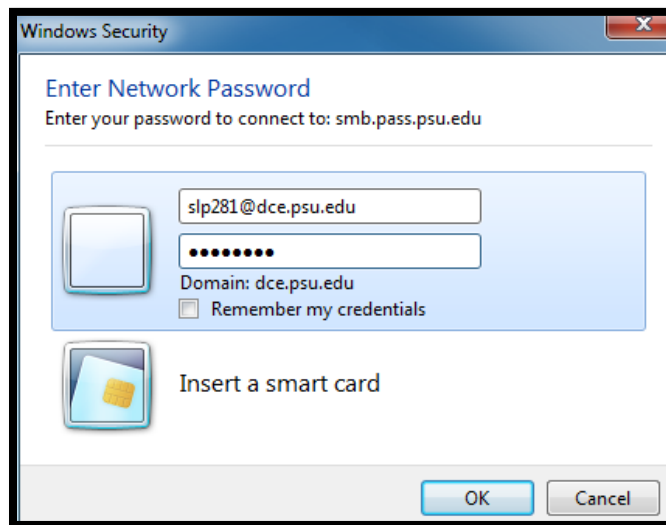 Windows Security
Enter Network Password
Enter your password to connect to: smb.pass.psu.edu
slp281@dce.psu.edu
••••••••
Domain: dce.psu.edu
Remember my credentials
Insert a smart card
OK Cancel